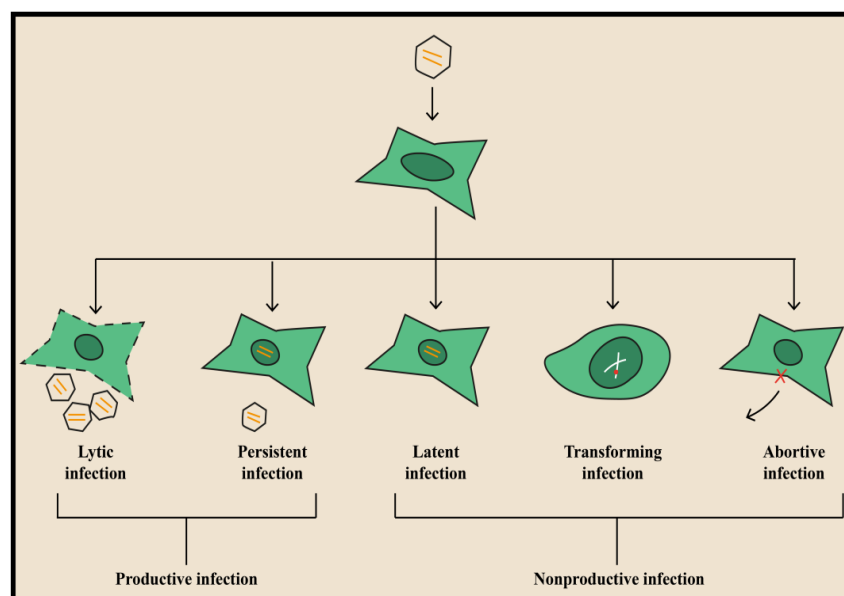 Lytic
infection
Persistent
infection
Latent
infection
Transforming
infection
Abortive
infection
Productive infection
Nonproductive infection